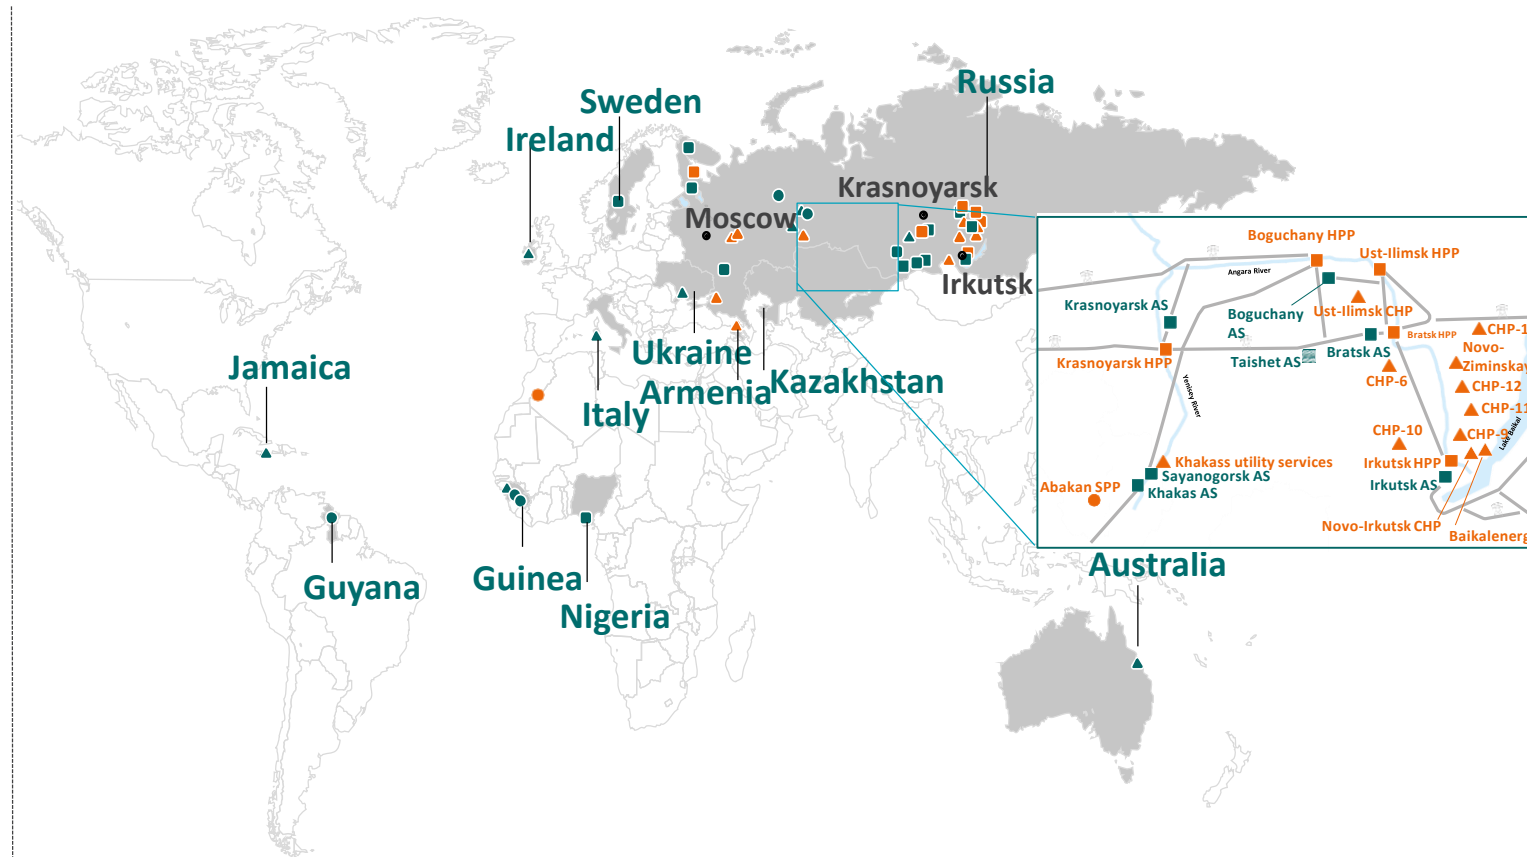 Russia
Sweden
Ireland
Krasnoyarsk
Moscow
Irkutsk
Ukraine
Armenia
Kazakhstan
Italy
Jamaica
Guyana
Guinea
Nigeria
Australia
Boguchany HPP
Ust-Ilimsk HPP
Angara River
Krasnoyarsk AS
Boguchany
AS
Ust-Ilimsk CHP
Bratsk HPP
CHP-1
Krasnoyarsk HPP
Taishet AS
Bratsk AS
Novo-
Ziminskay
CHP-6
CHP-12
Yenisey River
CHP-11
CHP-10
CHP-9
Lake Baikal
Khakass utility services
Irkutsk HPP
Sayanogorsk AS
Irkutsk AS
Abakan SPP
Khakas AS
Novo-Irkutsk CHP
Baikalenerg